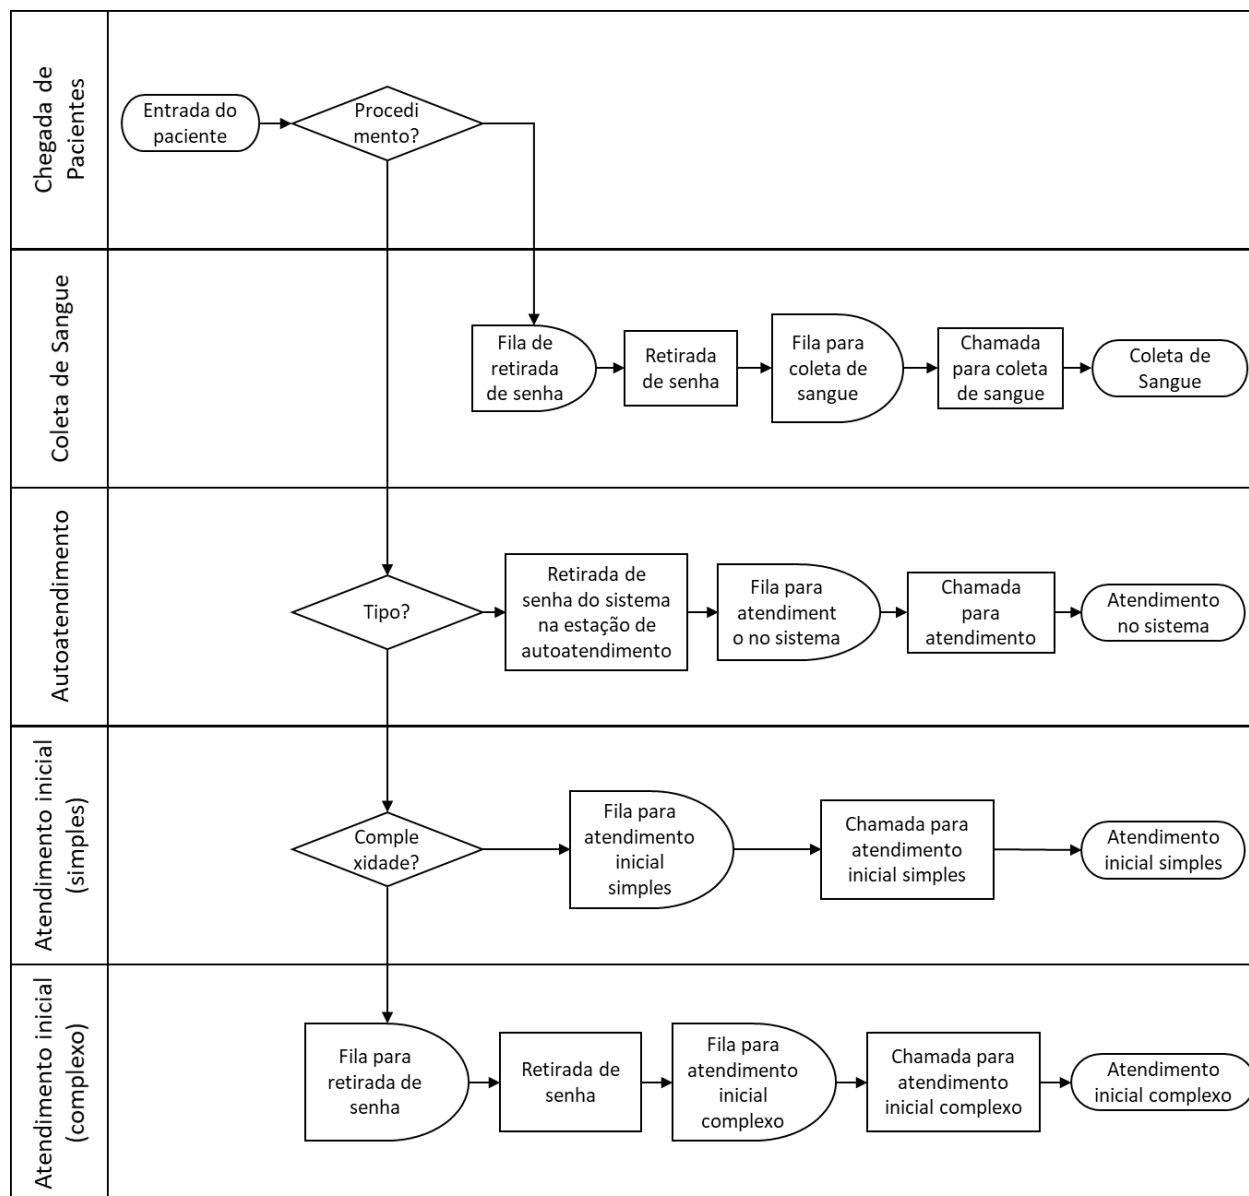 Chegada de
Pacientes
Entrada do
paciente
Procedi
mento?
Coleta de Sangue
Fila de
retirada
de senha
Retirada
de senha
Fila para
coleta de
sangue
Chamada
para coleta
de sangue
Coleta de
Sangue
Autoatendimento
Tipo?
Retirada de
senha do sistema
na estação de
autoatendimento
Fila para
atendiment
o no sistema
Chamada
para
atendimento
Atendimento
no sistema
Atendimento inicial
(simples)
Comple
xidade?
Fila para
atendimento
inicial
simples
Chamada para
atendimento
inicial simples
Atendimento
inicial simples
Atendimento inicial
(complexo)
Fila para
retirada de
senha
Retirada de
senha
Fila para
atendimento
inicial
complexo
Chamada para
atendimento
inicial complexo
Atendimento
inicial complexo